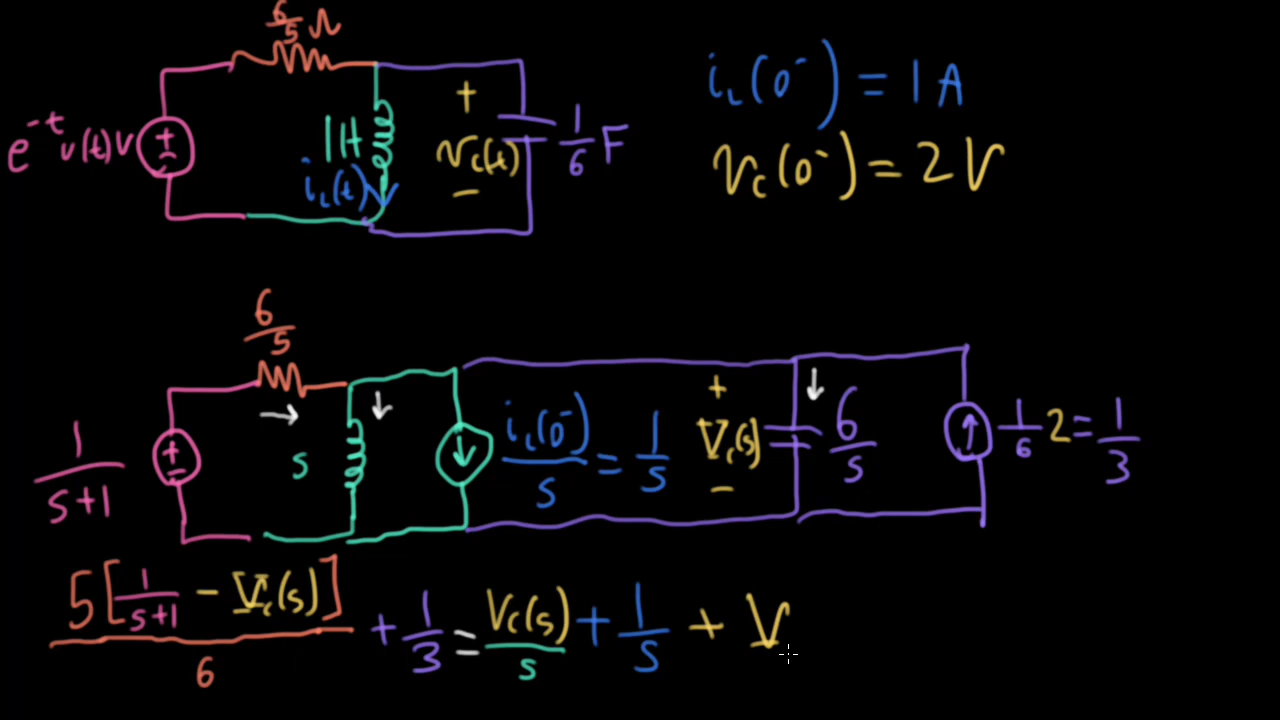 6/5 Ω
i_L(0⁻) = 1 A
e^-t u(t) V + − 1H + v_c(t) − 1/6 F
i_L(t)
v_c(0⁻) = 2 V
6/5
1/(s+1) + − s i_L(0⁻)/s = 1/s + V_c(s) − 6/s 1/6 2 = 1/3
5[1/(s+1) − V_c(s)]/6 + 1/3 = V_c(s)/s + 1/s + V